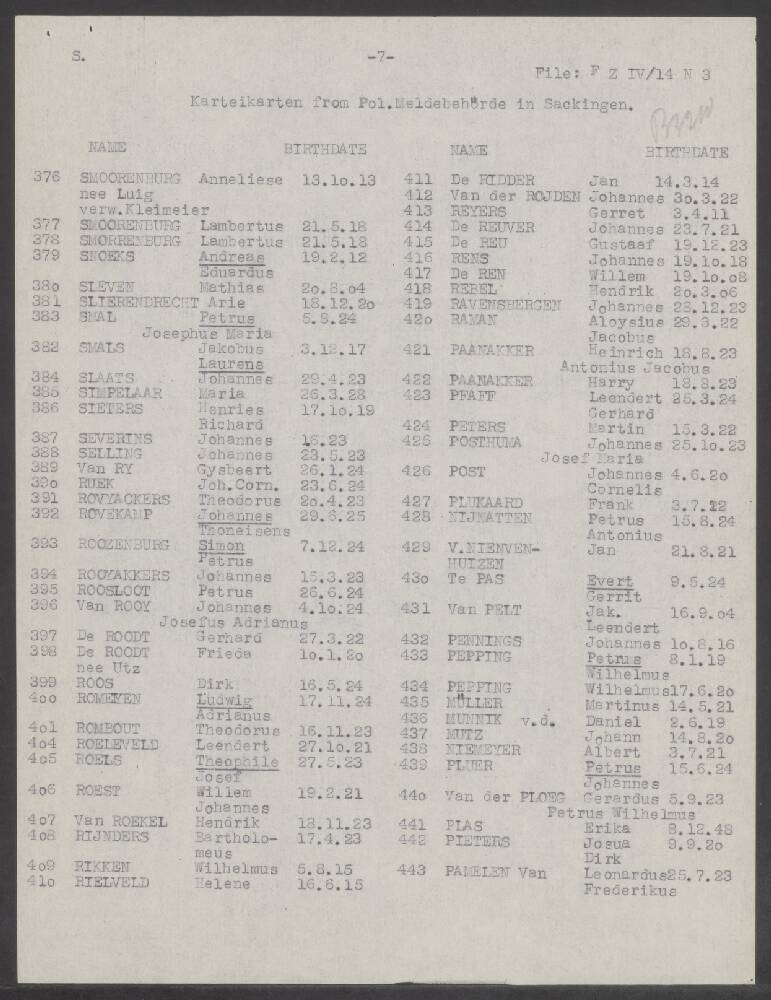 S. -7-
File: F Z IV/14 N 3
Karteikarten from Pol.Meldebehörde in Sackingen.
NAME BIRTHDATE
376 SMOORENBURG Anneliese 13.1o.13
nee Luig
verw.Kleimeier
377 SMOORENBURG Lambertus 21.5.18
378 SMORRENBURG Lambertus 21.5.18
379 SNOEKS Andreas 19.2.12
Eduardus
38o SLEVEN Mathias 2o.8.o4
381 SLIERENDRECHT Arie 18.12.2o
383 SMAL Petrus 5.8.24
Josephus Maria
382 SMALS Jakobus 3.12.17
Laurens
384 SLAATS Johannes 29.4.23
385 SIMPELAAR Maria 26.3.28
386 SIETERS Henries 17.1o.19
Richard
387 SEVERINS Johannes 16.23
388 SELLING Johannes 23.5.23
389 Van RY Gysbeert 26.1.24
39o RUEK Joh.Corn. 23.6.24
391 ROVYACKERS Theodorus 2o.4.23
392 ROVEKAMP Johannes 29.6.25
Thoneisens
393 ROOZENBURG Simon 7.12.24
Petrus
394 ROOYAKKERS Johannes 15.3.23
395 ROOSLOOT Petrus 26.6.24
396 Van ROOY Johannes 4.1o.24
Josefus Adrianus
397 De ROODT Gerhard 27.3.22
398 De ROODT Frieda 1o.1.2o
nee Utz
399 ROOS Dirk 16.5.24
4oo ROMEYEN Ludwig 17.11.24
Adrianus
4o1 ROMBOUT Theodorus 16.11.23
4o4 ROELEVELD Leendert 27.1o.21
4o5 ROELS Theophile 27.5.23
Josef
4o6 ROEST Willem 19.2.21
Johannes
4o7 Van ROEKEL Hendrik 18.11.23
4o8 RIJNDERS Bartholo- 17.4.23
meus
4o9 RIKKEN Wilhelmus 5.8.15
41o RIELVELD Helene 16.6.15
NAME BIRTHDATE
411 De RIDDER Jan 14.3.14
412 Van der ROJDEN Johannes 3o.3.22
413 REYERS Gerret 3.4.11
414 De REUVER Johannes 23.7.21
415 De REU Gustaaf 19.12.23
416 RENS Johannes 19.1o.18
417 De REN Willem 19.1o.o8
418 REBEL Hendrik 2o.3.o6
419 RAVENSBERGEN Johannes 28.12.23
42o RAMAN Aloysius 29.3.22
Jacobus
421 PAANAKKER Heinrich 18.8.23
Antonius Jacobus
422 PAANAKKER Harry 18.8.23
423 PFAFF Leendert 25.3.24
Gerhard
424 PETERS Martin 15.3.22
425 POSTHUMA Johannes 25.1o.23
Josef Maria
426 POST Johannes 4.6.2o
Cornelis
427 PLUKAARD Frank 3.7.22
428 NIJNATTEN Petrus 15.8.24
Antonius
429 V.NIENVEN- Jan 21.8.21
HUIZEN
43o Te PAS Evert 9.5.24
Gerrit
431 Van PELT Jak. 16.9.o4
Leendert
432 PENNINGS Johannes 1o.8.16
433 PEPPING Petrus 8.1.19
Wilhelmus
434 PEPPTNG Wilhelmus17.6.2o
435 MÜLLER Martinus 14.5.21
436 MUNNIK v.d. Daniel 2.6.19
437 MUTZ Johann 14.8.2o
438 NIEMEYER Albert 3.7.21
439 PLUER Petrus 15.6.24
Johannes
44o Van der PLOEG Gerardus 5.9.23
Petrus Wilhelmus
441 PLAS Erika 8.12.48
442 PIETERS Josua 9.9.2o
Dirk
443 PAMELEN Van Leonardus25.7.23
Frederikus